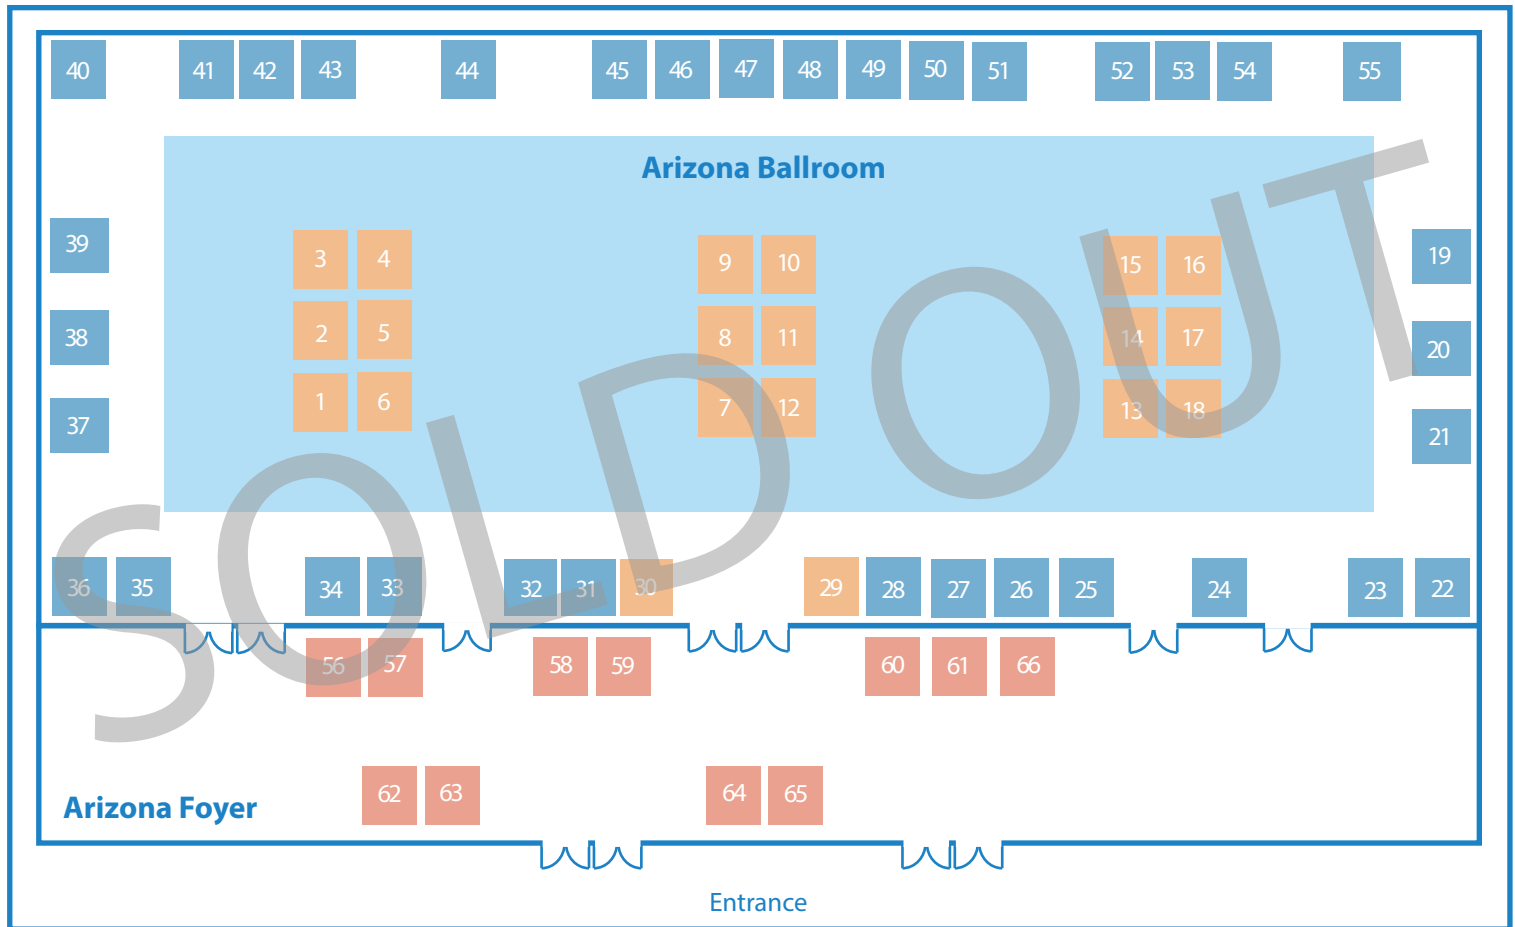 40 41 42 43 44 45 46 47 48 49 50 51 52 53 54 55
Arizona Ballroom
39 3 4 9 10 15 16 19
38 2 5 8 11 14 17 20
37 1 6 7 12 13 18 21
SOLD OUT
36 35 34 33 32 31 30 29 28 27 26 25 24 23 22
56 57 58 59 60 61 66
62 63 64 65
Arizona Foyer
Entrance